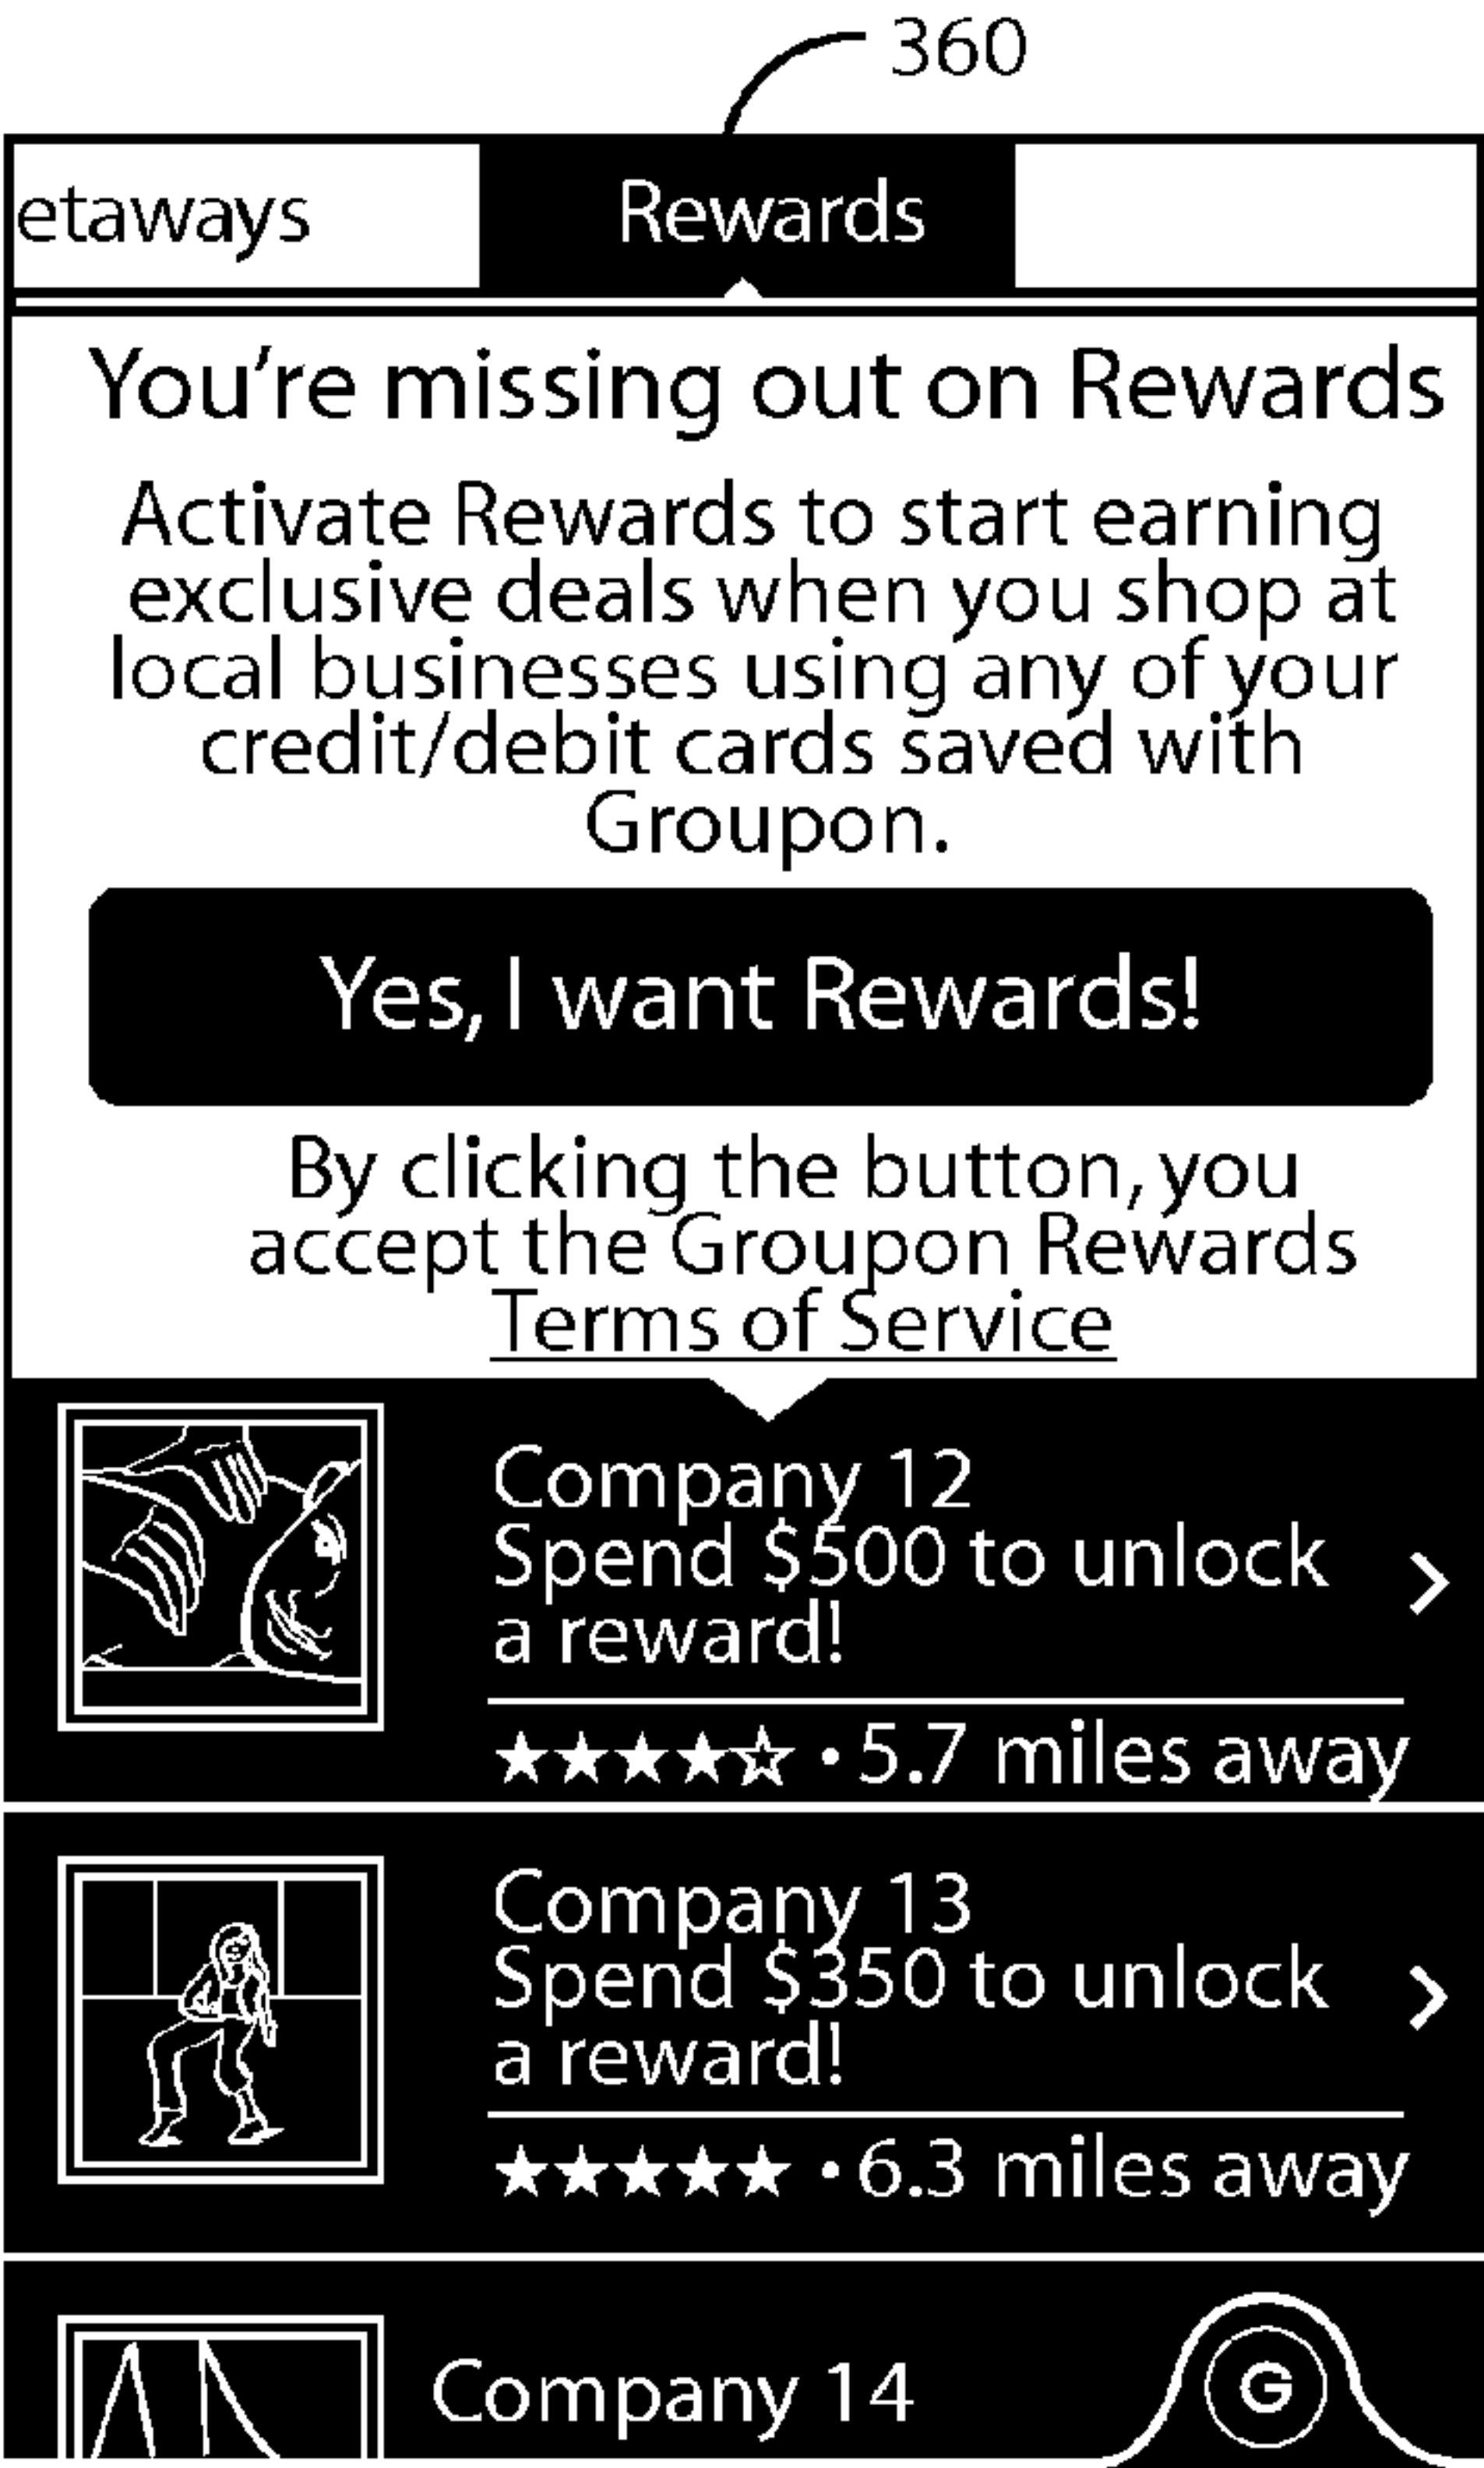 360
etaways
Rewards
You're missing out on Rewards
Activate Rewards to start earning
exclusive deals when you shop at
local businesses using any of your
credit/debit cards saved with
Groupon.
Yes, I want Rewards!
By clicking the button, you
accept the Groupon Rewards
Terms of Service
Company 12
Spend $500 to unlock
a reward!
★★★★☆ • 5.7 miles away
Company 13
Spend $350 to unlock
a reward!
★★★★★ • 6.3 miles away
Company 14
G